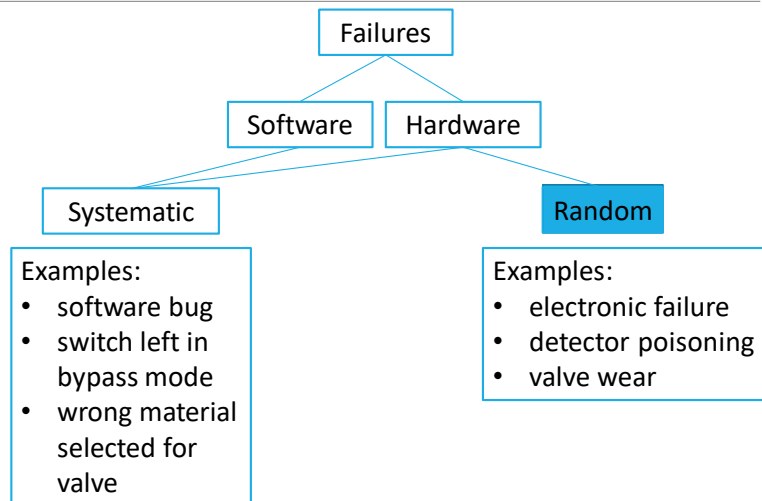 Failures
Software
Hardware
Systematic
Random
Examples:
• software bug
• switch left in
bypass mode
• wrong material
selected for
valve
Examples:
• electronic failure
• detector poisoning
• valve wear